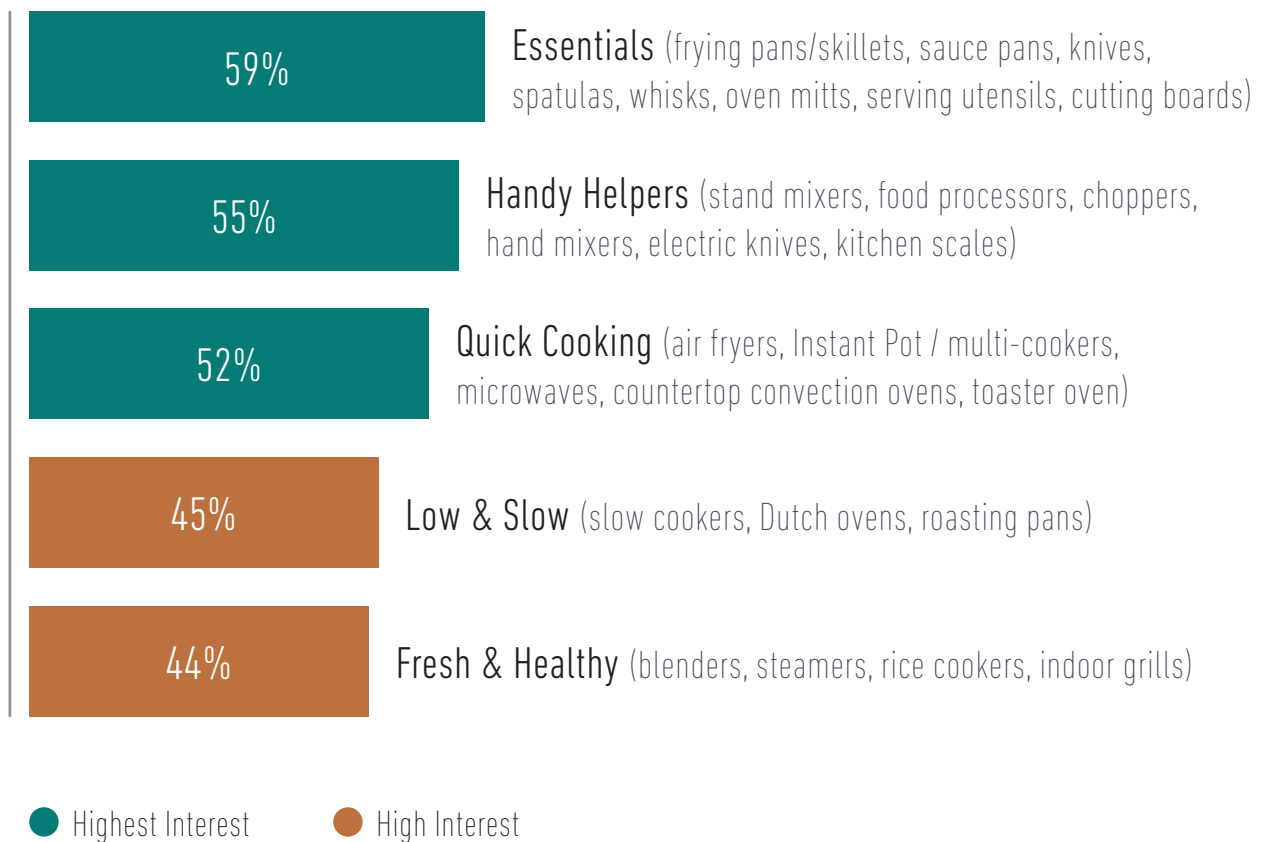 59%
Essentials (frying pans/skillets, sauce pans, knives,
spatulas, whisks, oven mitts, serving utensils, cutting boards)
55%
Handy Helpers (stand mixers, food processors, choppers,
hand mixers, electric knives, kitchen scales)
52%
Quick Cooking (air fryers, Instant Pot / multi-cookers,
microwaves, countertop convection ovens, toaster oven)
45%
Low & Slow (slow cookers, Dutch ovens, roasting pans)
44%
Fresh & Healthy (blenders, steamers, rice cookers, indoor grills)
Highest Interest
High Interest